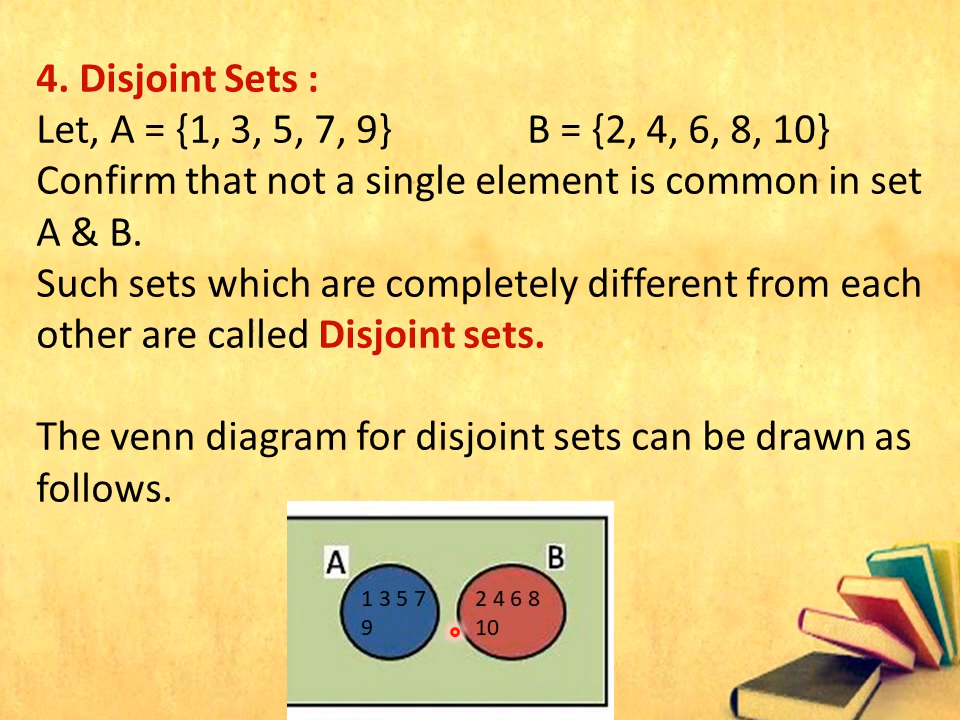 4. Disjoint Sets :
Let, A = {1, 3, 5, 7, 9} B = {2, 4, 6, 8, 10}
Confirm that not a single element is common in set
A & B.
Such sets which are completely different from each
other are called Disjoint sets.
The venn diagram for disjoint sets can be drawn as
follows.
A
B
1 3 5 7
9
2 4 6 8
10